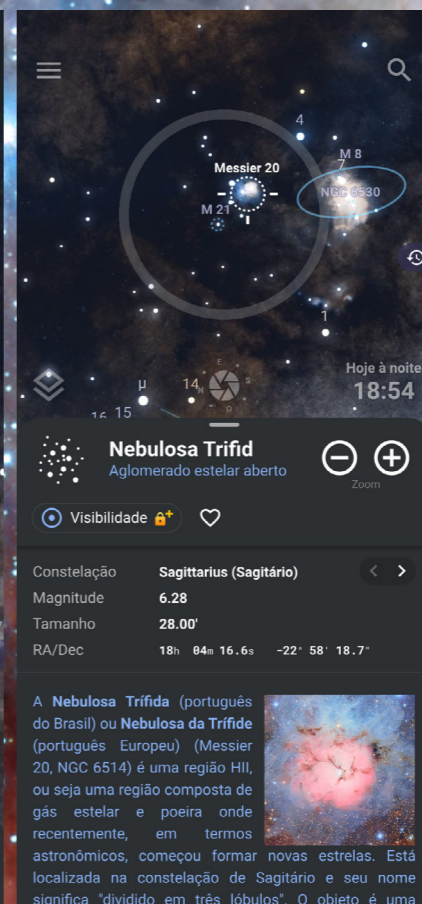 4
M 8
Messier 20
7
NGC 6530
M 21
1
Hoje à noite
18:54
E
S
N
O
µ
14
16 15
Nebulosa Trifid
Aglomerado estelar aberto
Zoom
Visibilidade
Constelação Sagittarius (Sagitário)
Magnitude 6.28
Tamanho 28.00'
RA/Dec 18h 04m 16.6s -22° 58' 18.7"
A Nebulosa Trífida (português
do Brasil) ou Nebulosa da Trífide
(português Europeu) (Messier
20, NGC 6514) é uma região HII,
ou seja uma região composta de
gás estelar e poeira onde
recentemente, em termos
astronômicos, começou formar novas estrelas. Está
localizada na constelação de Sagitário e seu nome
significa "dividido em três lóbulos". O objeto é uma